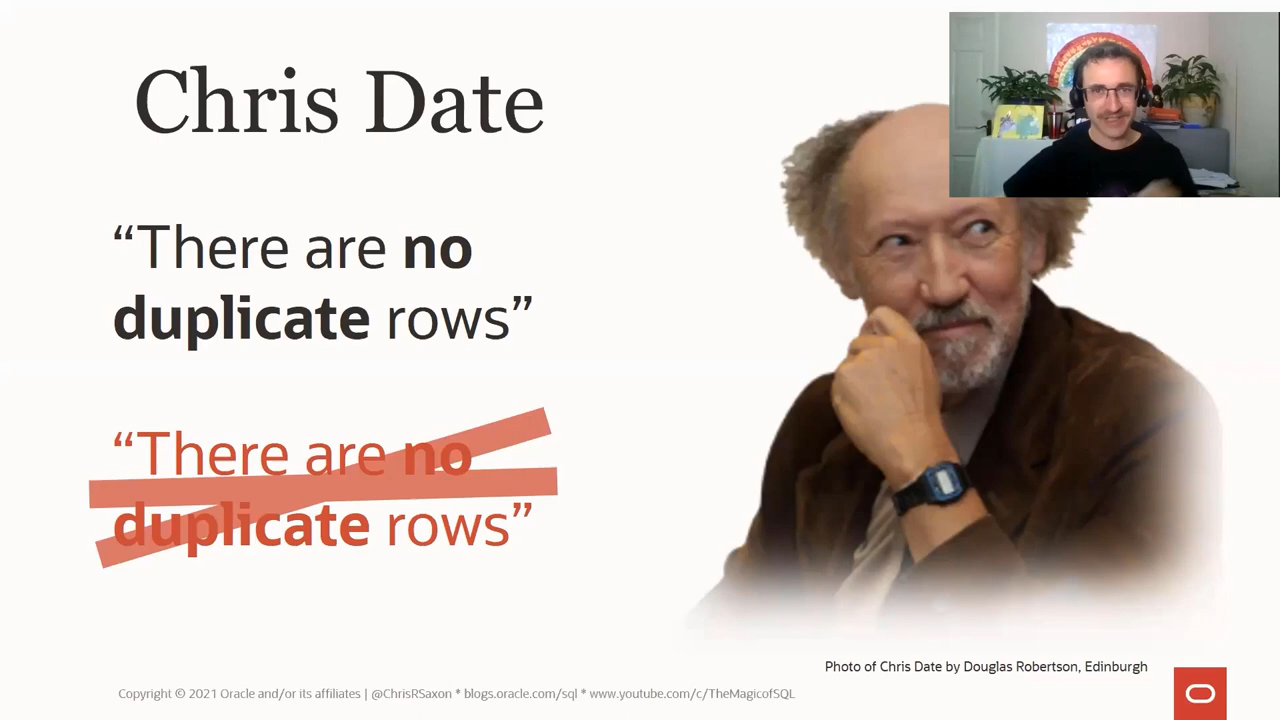 Chris Date
“There are no
duplicate rows”
“There are no
duplicate rows”
Photo of Chris Date by Douglas Robertson, Edinburgh
Copyright © 2021 Oracle and/or its affiliates | @ChrisRSaxon * blogs.oracle.com/sql * www.youtube.com/c/TheMagicofSQL